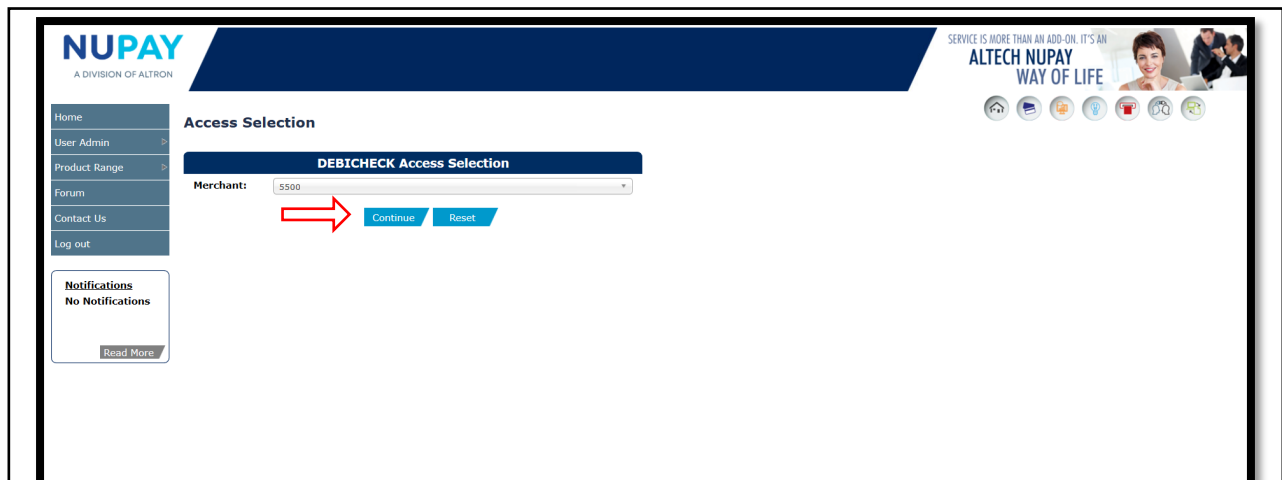 NUPAY
A DIVISION OF ALTRON
SERVICE IS MORE THAN AN ADD-ON. IT'S AN
ALTECH NUPAY
WAY OF LIFE
Home
User Admin
Product Range
Forum
Contact Us
Log out
Notifications
No Notifications
Read More
Access Selection
DEBICHECK Access Selection
Merchant: 5500
Continue Reset